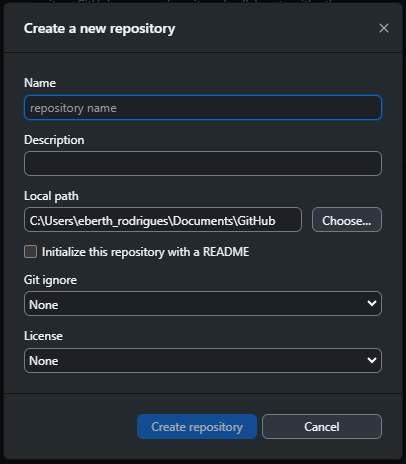 Create a new repository
Name
repository name
Description
Local path
C:\Users\eberth_rodrigues\Documents\GitHub
Choose...
Initialize this repository with a README
Git ignore
None
License
None
Create repository
Cancel